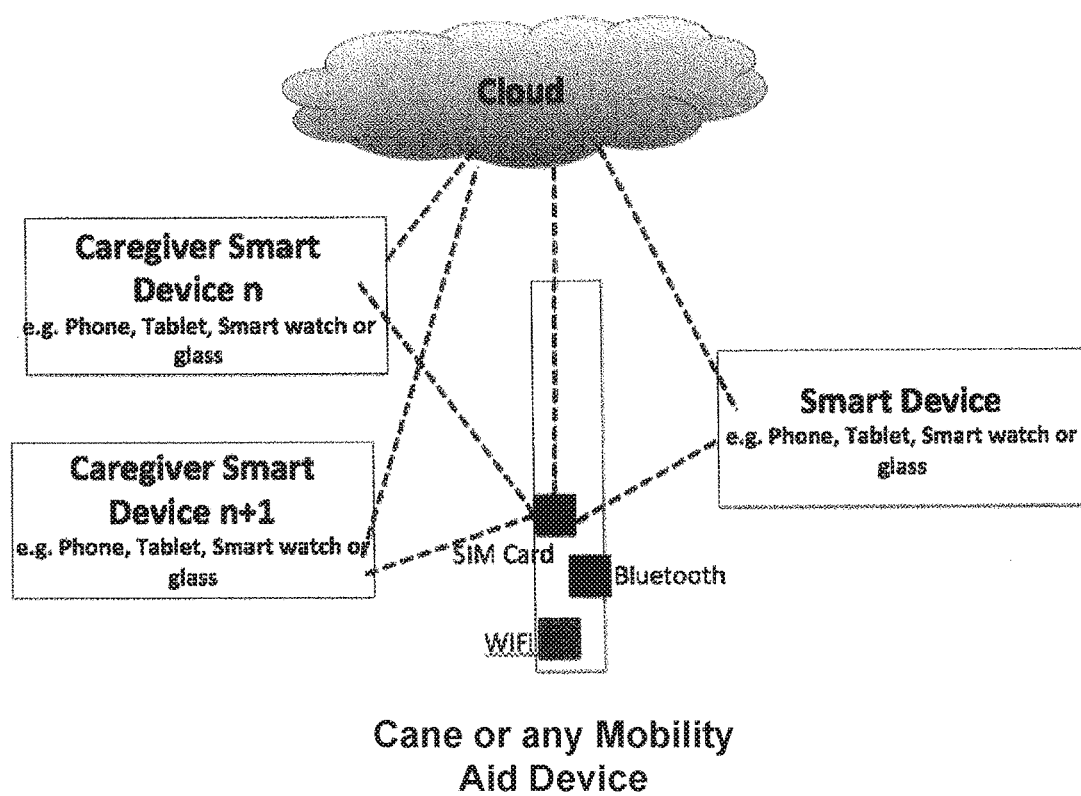 Cloud
Caregiver Smart
Device n
e.g. Phone, Tablet, Smart watch or
glass
Caregiver Smart
Device n+1
e.g. Phone, Tablet, Smart watch or
glass
Smart Device
e.g. Phone, Tablet, Smart watch or
glass
SIM Card
Bluetooth
WIFI
Cane or any Mobility
Aid Device